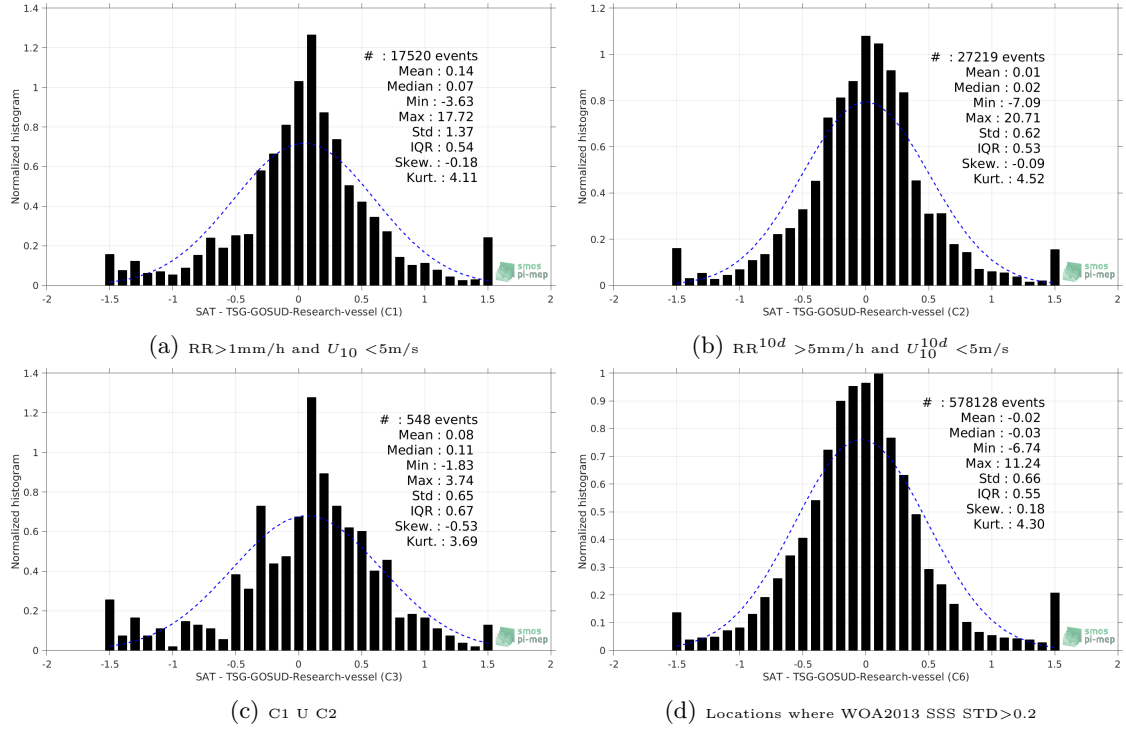 1.4
1.2
1
0.8
0.6
0.4
0.2
0
Normalized histogram
# : 17520 events
Mean : 0.14
Median : 0.07
Min : -3.63
Max : 17.72
Std : 1.37
IQR : 0.54
Skew. : -0.18
Kurt. : 4.11
smos
pi-mep
-2 -1.5 -1 -0.5 0 0.5 1 1.5 2
SAT - TSG-GOSUD-Research-vessel (C1)
(a) RR>1mm/h and U10 <5m/s
1.2
1
0.8
0.6
0.4
0.2
0
Normalized histogram
# : 27219 events
Mean : 0.01
Median : 0.02
Min : -7.09
Max : 20.71
Std : 0.62
IQR : 0.53
Skew. : -0.09
Kurt. : 4.52
smos
pi-mep
-2 -1.5 -1 -0.5 0 0.5 1 1.5 2
SAT - TSG-GOSUD-Research-vessel (C2)
(b) RR10d >5mm/h and U10d10 <5m/s
1.4
1.2
1
0.8
0.6
0.4
0.2
0
Normalized histogram
# : 548 events
Mean : 0.08
Median : 0.11
Min : -1.83
Max : 3.74
Std : 0.65
IQR : 0.67
Skew. : -0.53
Kurt. : 3.69
smos
pi-mep
-2 -1.5 -1 -0.5 0 0.5 1 1.5 2
SAT - TSG-GOSUD-Research-vessel (C3)
(c) C1 U C2
1
0.9
0.8
0.7
0.6
0.5
0.4
0.3
0.2
0.1
0
Normalized histogram
# : 578128 events
Mean : -0.02
Median : -0.03
Min : -6.74
Max : 11.24
Std : 0.66
IQR : 0.55
Skew. : 0.18
Kurt. : 4.30
smos
pi-mep
-2 -1.5 -1 -0.5 0 0.5 1 1.5 2
SAT - TSG-GOSUD-Research-vessel (C6)
(d) Locations where WOA2013 SSS STD>0.2